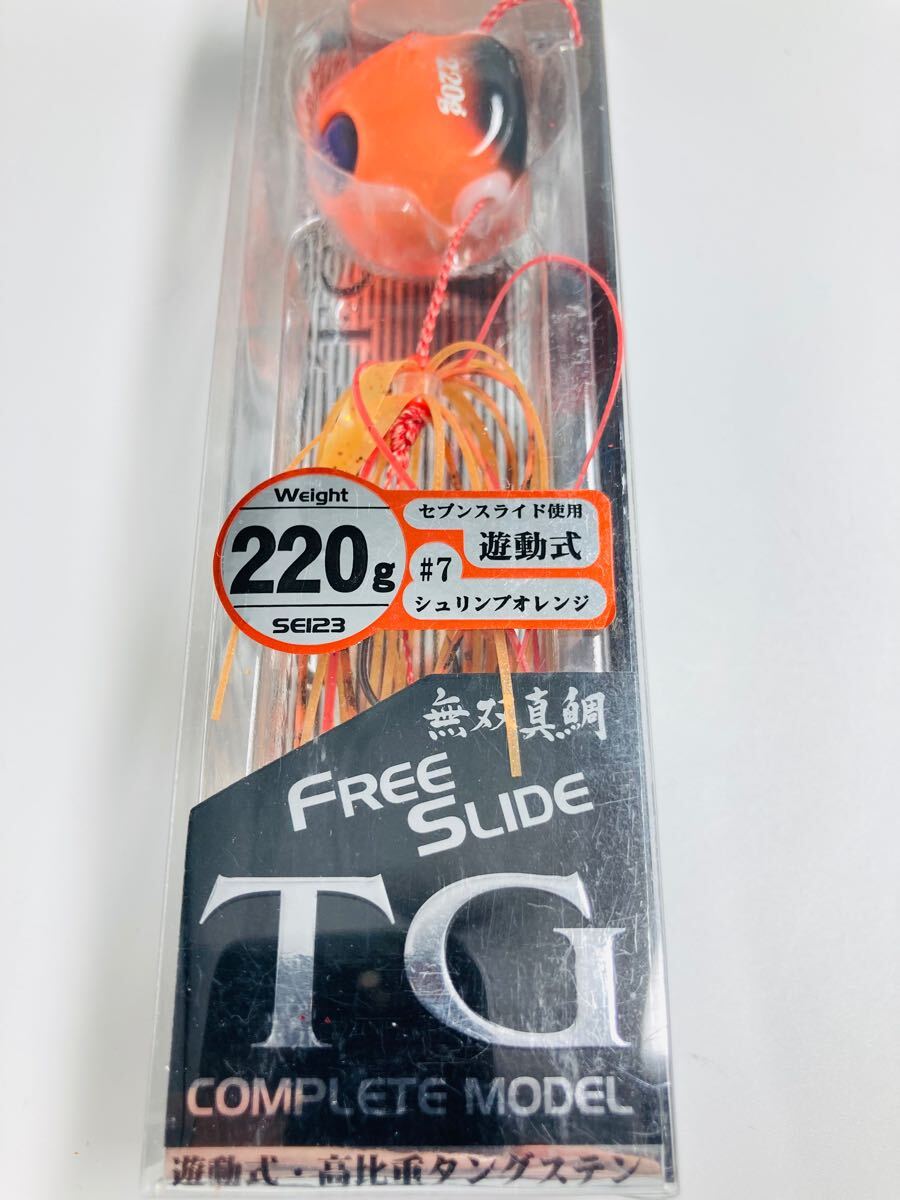 220g
Weight
220g
SE123
セブンスライド使用
遊動式
#7
シュリンプオレンジ
無双真鯛
FREE
SLIDE
TG
COMPLETE MODEL
遊動式・高比重タングステン